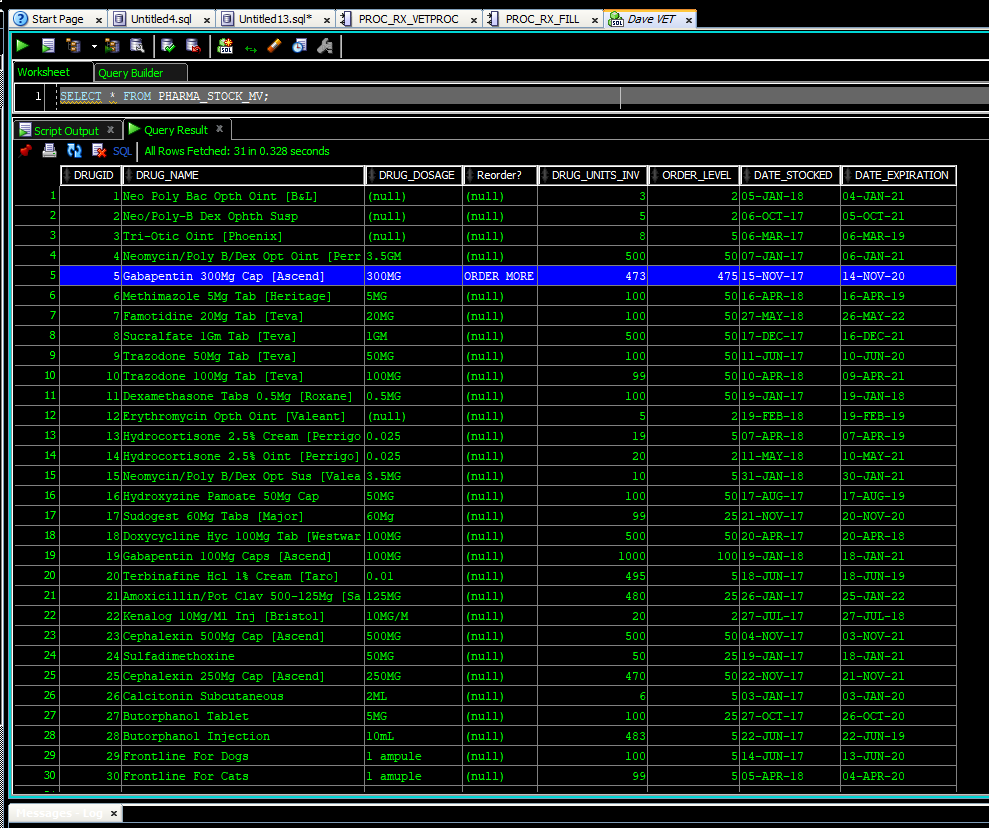 Start Page × Untitled4.sql × Untitled13.sql* × PROC_RX_VETPROC × PROC_RX_FILL × Dave VET ×
Worksheet Query Builder
1 SELECT * FROM PHARMA_STOCK_MV;
Script Output × Query Result ×
SQL All Rows Fetched: 31 in 0.328 seconds
DRUGID DRUG_NAME DRUG_DOSAGE Reorder? DRUG_UNITS_INV ORDER_LEVEL DATE_STOCKED DATE_EXPIRATION
1 1 Neo Poly Bac Opth Oint [B&L] (null) (null) 3 2 05-JAN-18 04-JAN-21
2 2 Neo/Poly-B Dex Ophth Susp (null) (null) 5 2 06-OCT-17 05-OCT-21
3 3 Tri-Otic Oint [Phoenix] (null) (null) 8 5 06-MAR-17 06-MAR-19
4 4 Neomycin/Poly B/Dex Opt Oint [Perr 3.5GM (null) 500 50 07-JAN-17 06-JAN-21
5 5 Gabapentin 300Mg Cap [Ascend] 300MG ORDER MORE 473 475 15-NOV-17 14-NOV-20
6 6 Methimazole 5Mg Tab [Heritage] 5MG (null) 100 50 16-APR-18 16-APR-19
7 7 Famotidine 20Mg Tab [Teva] 20MG (null) 100 50 27-MAY-18 26-MAY-22
8 8 Sucralfate 1Gm Tab [Teva] 1GM (null) 500 50 17-DEC-17 16-DEC-21
9 9 Trazodone 50Mg Tab [Teva] 50MG (null) 100 50 11-JUN-17 10-JUN-20
10 10 Trazodone 100Mg Tab [Teva] 100MG (null) 99 50 10-APR-18 09-APR-21
11 11 Dexamethasone Tabs 0.5Mg [Roxane] 0.5MG (null) 100 50 19-JAN-17 19-JAN-18
12 12 Erythromycin Opth Oint [Valeant] (null) (null) 5 2 19-FEB-18 19-FEB-19
13 13 Hydrocortisone 2.5% Cream [Perrigo 0.025 (null) 19 5 07-APR-18 07-APR-19
14 14 Hydrocortisone 2.5% Oint [Perrigo] 0.025 (null) 20 2 11-MAY-18 10-MAY-21
15 15 Neomycin/Poly B/Dex Opt Sus [Valea 3.5MG (null) 10 5 31-JAN-18 30-JAN-21
16 16 Hydroxyzine Pamoate 50Mg Cap 50MG (null) 100 50 17-AUG-17 17-AUG-19
17 17 Sudogest 60Mg Tabs [Major] 60Mg (null) 99 25 21-NOV-17 20-NOV-20
18 18 Doxycycline Hyc 100Mg Tab [Westwar 100MG (null) 500 50 20-APR-17 20-APR-18
19 19 Gabapentin 100Mg Caps [Ascend] 100MG (null) 1000 100 19-JAN-18 18-JAN-21
20 20 Terbinafine Hcl 1% Cream [Taro] 0.01 (null) 495 5 18-JUN-17 18-JUN-19
21 21 Amoxicillin/Pot Clav 500-125Mg [Sa 125MG (null) 480 25 26-JAN-17 25-JAN-22
22 22 Kenalog 10Mg/Ml Inj [Bristol] 10MG/M (null) 20 2 27-JUL-17 27-JUL-18
23 23 Cephalexin 500Mg Cap [Ascend] 500MG (null) 500 50 04-NOV-17 03-NOV-21
24 24 Sulfadimethoxine 50MG (null) 50 25 19-JAN-17 18-JAN-21
25 25 Cephalexin 250Mg Cap [Ascend] 250MG (null) 470 50 22-NOV-17 21-NOV-21
26 26 Calcitonin Subcutaneous 2ML (null) 6 5 03-JAN-17 03-JAN-20
27 27 Butorphanol Tablet 5MG (null) 100 25 27-OCT-17 26-OCT-20
28 28 Butorphanol Injection 10mL (null) 483 5 22-JUN-17 22-JUN-19
29 29 Frontline For Dogs 1 ampule (null) 100 5 14-JUN-17 13-JUN-20
30 30 Frontline For Cats 1 amuple (null) 99 5 05-APR-18 04-APR-20
Messages - Log ×